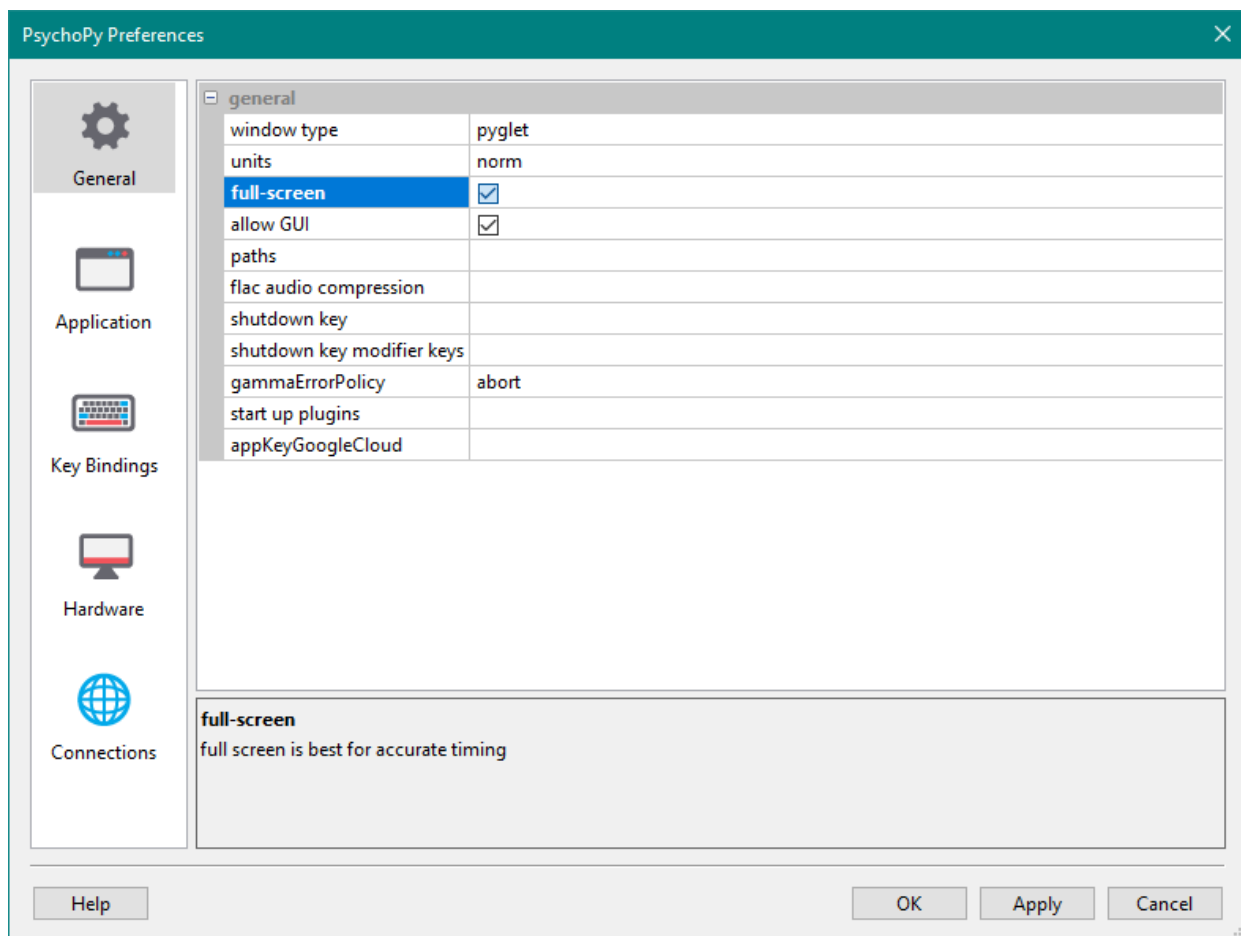 PsychoPy Preferences
General
Application
Key Bindings
Hardware
Connections
general
window type pyglet
units norm
full-screen
allow GUI
paths
flac audio compression
shutdown key
shutdown key modifier keys
gammaErrorPolicy abort
start up plugins
appKeyGoogleCloud
full-screen
full screen is best for accurate timing
Help OK Apply Cancel